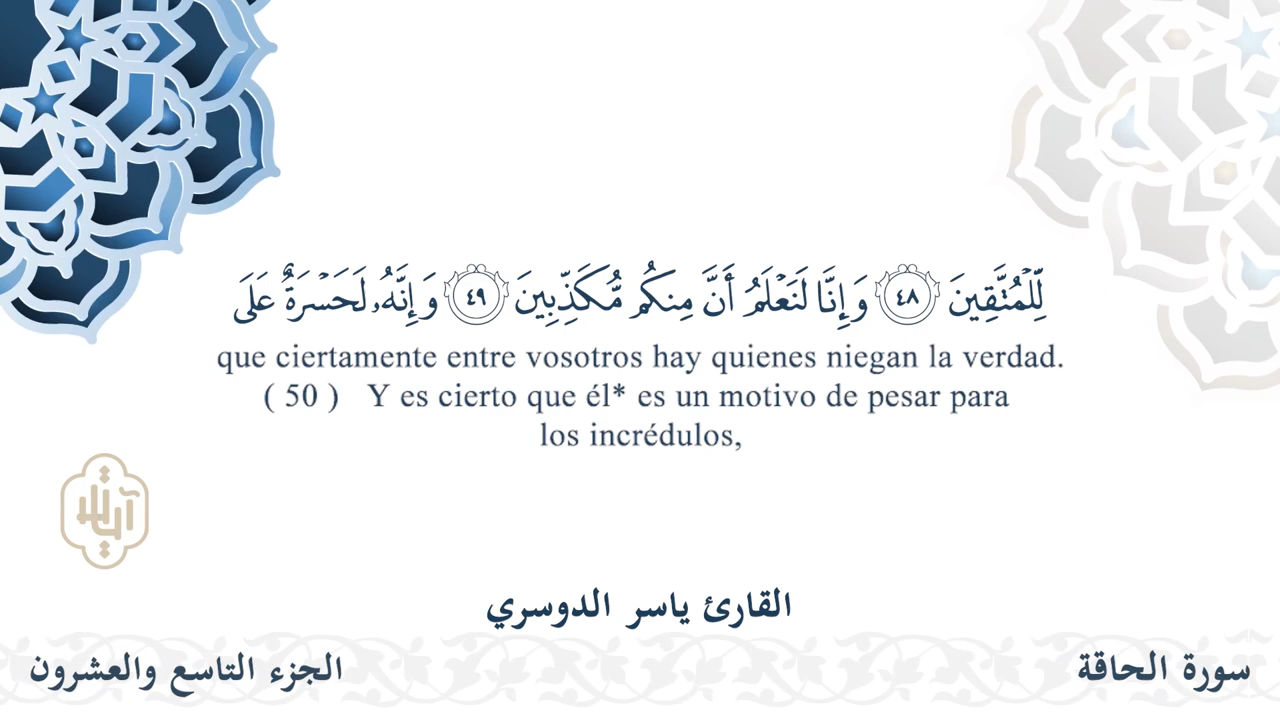 لِّلْمُتَّقِينَ ٤٨ وَإِنَّا لَنَعْلَمُ أَنَّ مِنكُم مُّكَذِّبِينَ ٤٩ وَإِنَّهُۥ لَحَسْرَةٌ عَلَى
que ciertamente entre vosotros hay quienes niegan la verdad.
( 50 ) Y es cierto que él* es un motivo de pesar para
los incrédulos,
القارئ ياسر الدوسري
سورة الحاقة
الجزء التاسع والعشرون